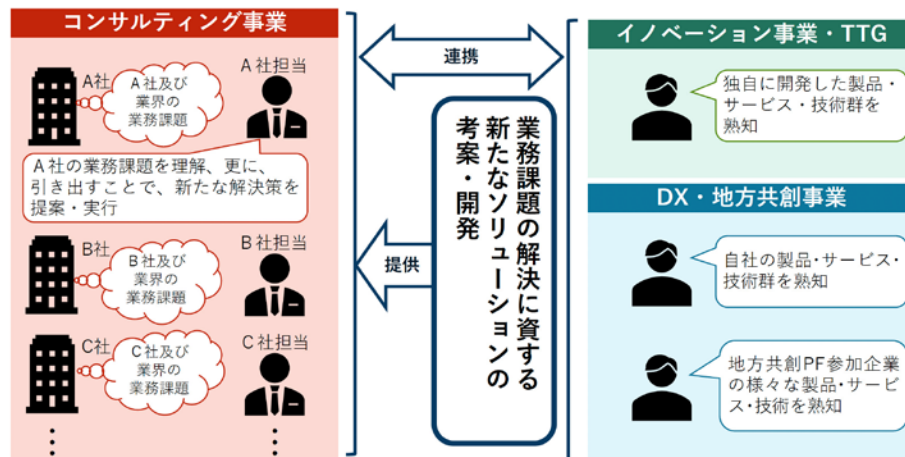 コンサルティング事業
A社
A社及び
業界の
業務課題
A社担当
A社の業務課題を理解、更に、
引き出すことで、新たな解決策を
提案・実行
B社
B社及び
業界の
業務課題
B社担当
C社
C社及び
業界の
業務課題
C社担当
⋮
⋮
連携
業務課題の解決に資する
新たなソリューションの
考案・開発
提供
イノベーション事業・TTG
独自に開発した製品・
サービス・技術群を
熟知
DX・地方共創事業
自社の製品・サービス・
技術群を熟知
地方共創PF参加企業
の様々な製品・サービ
ス・技術を熟知